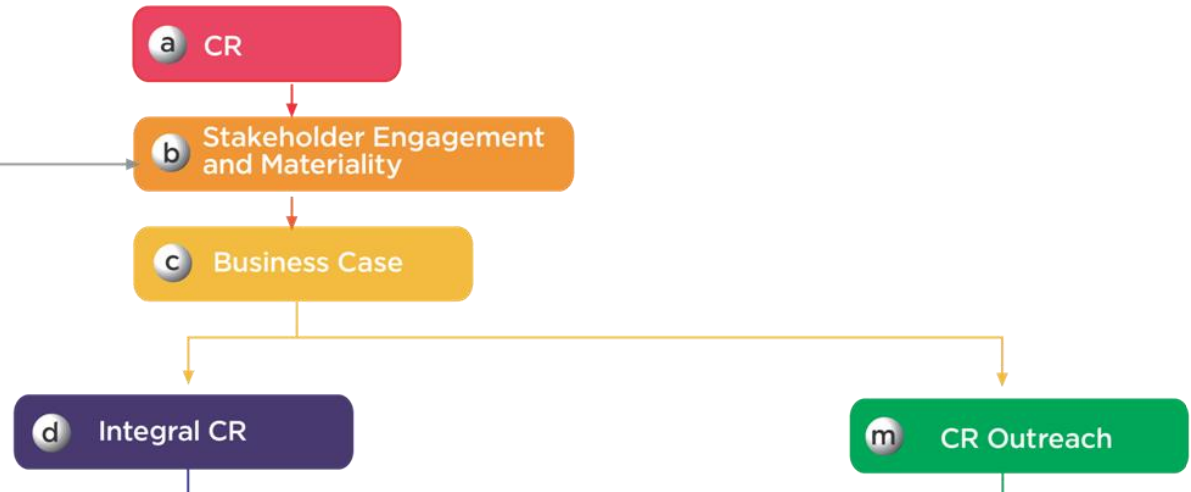 a CR
b Stakeholder Engagement
and Materiality
c Business Case
d Integral CR
m CR Outreach